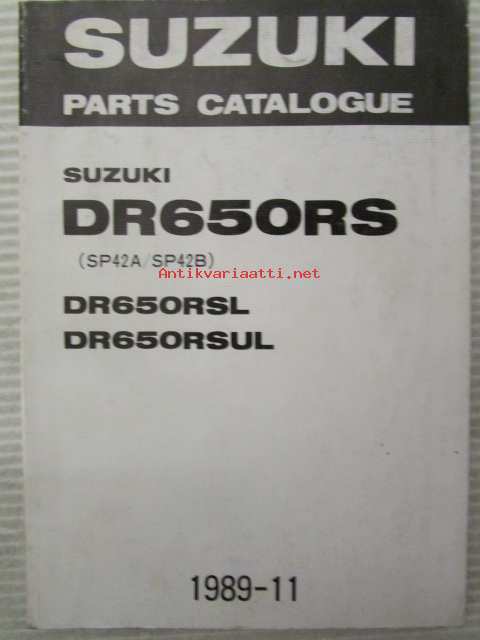 SUZUKI
PARTS CATALOGUE
SUZUKI
DR650RS
(SP42A/SP42B)
Antikvariaatti.net
DR650RSL
DR650RSUL
1989-11